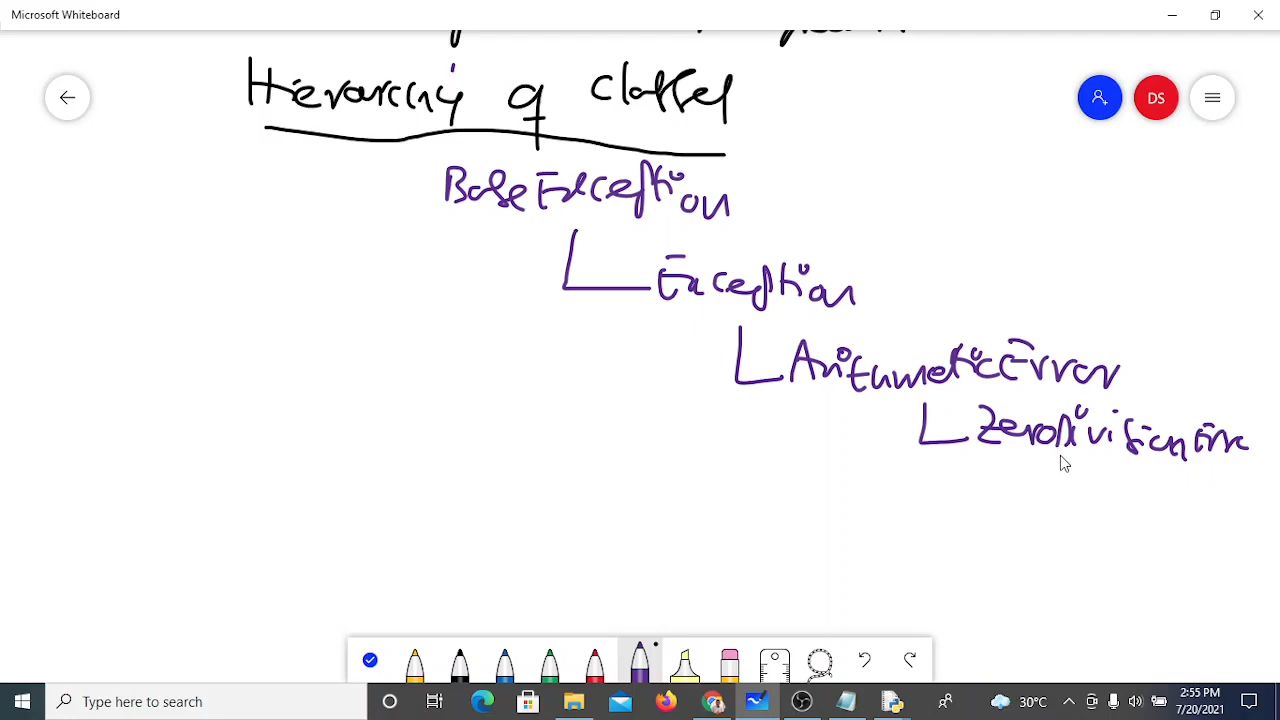 Microsoft Whiteboard
Hierarchy of Classes
DS
BaseException
Exception
ArithmeticError
ZeroDivisionErr
Type here to search
30°C
2:55 PM
7/20/2021